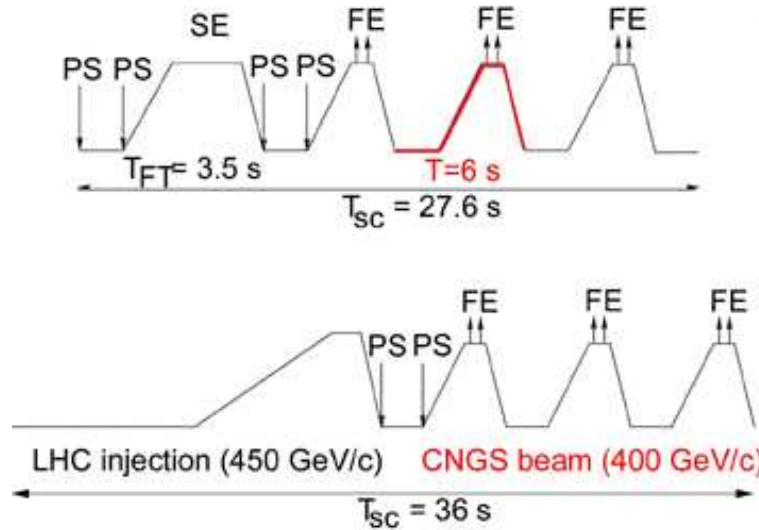 SE FE FE FE
PS PS PS PS
T_FT= 3.5 s T=6 s
T_SC = 27.6 s
FE FE FE
PS PS
LHC injection (450 GeV/c) CNGS beam (400 GeV/c)
T_SC = 36 s